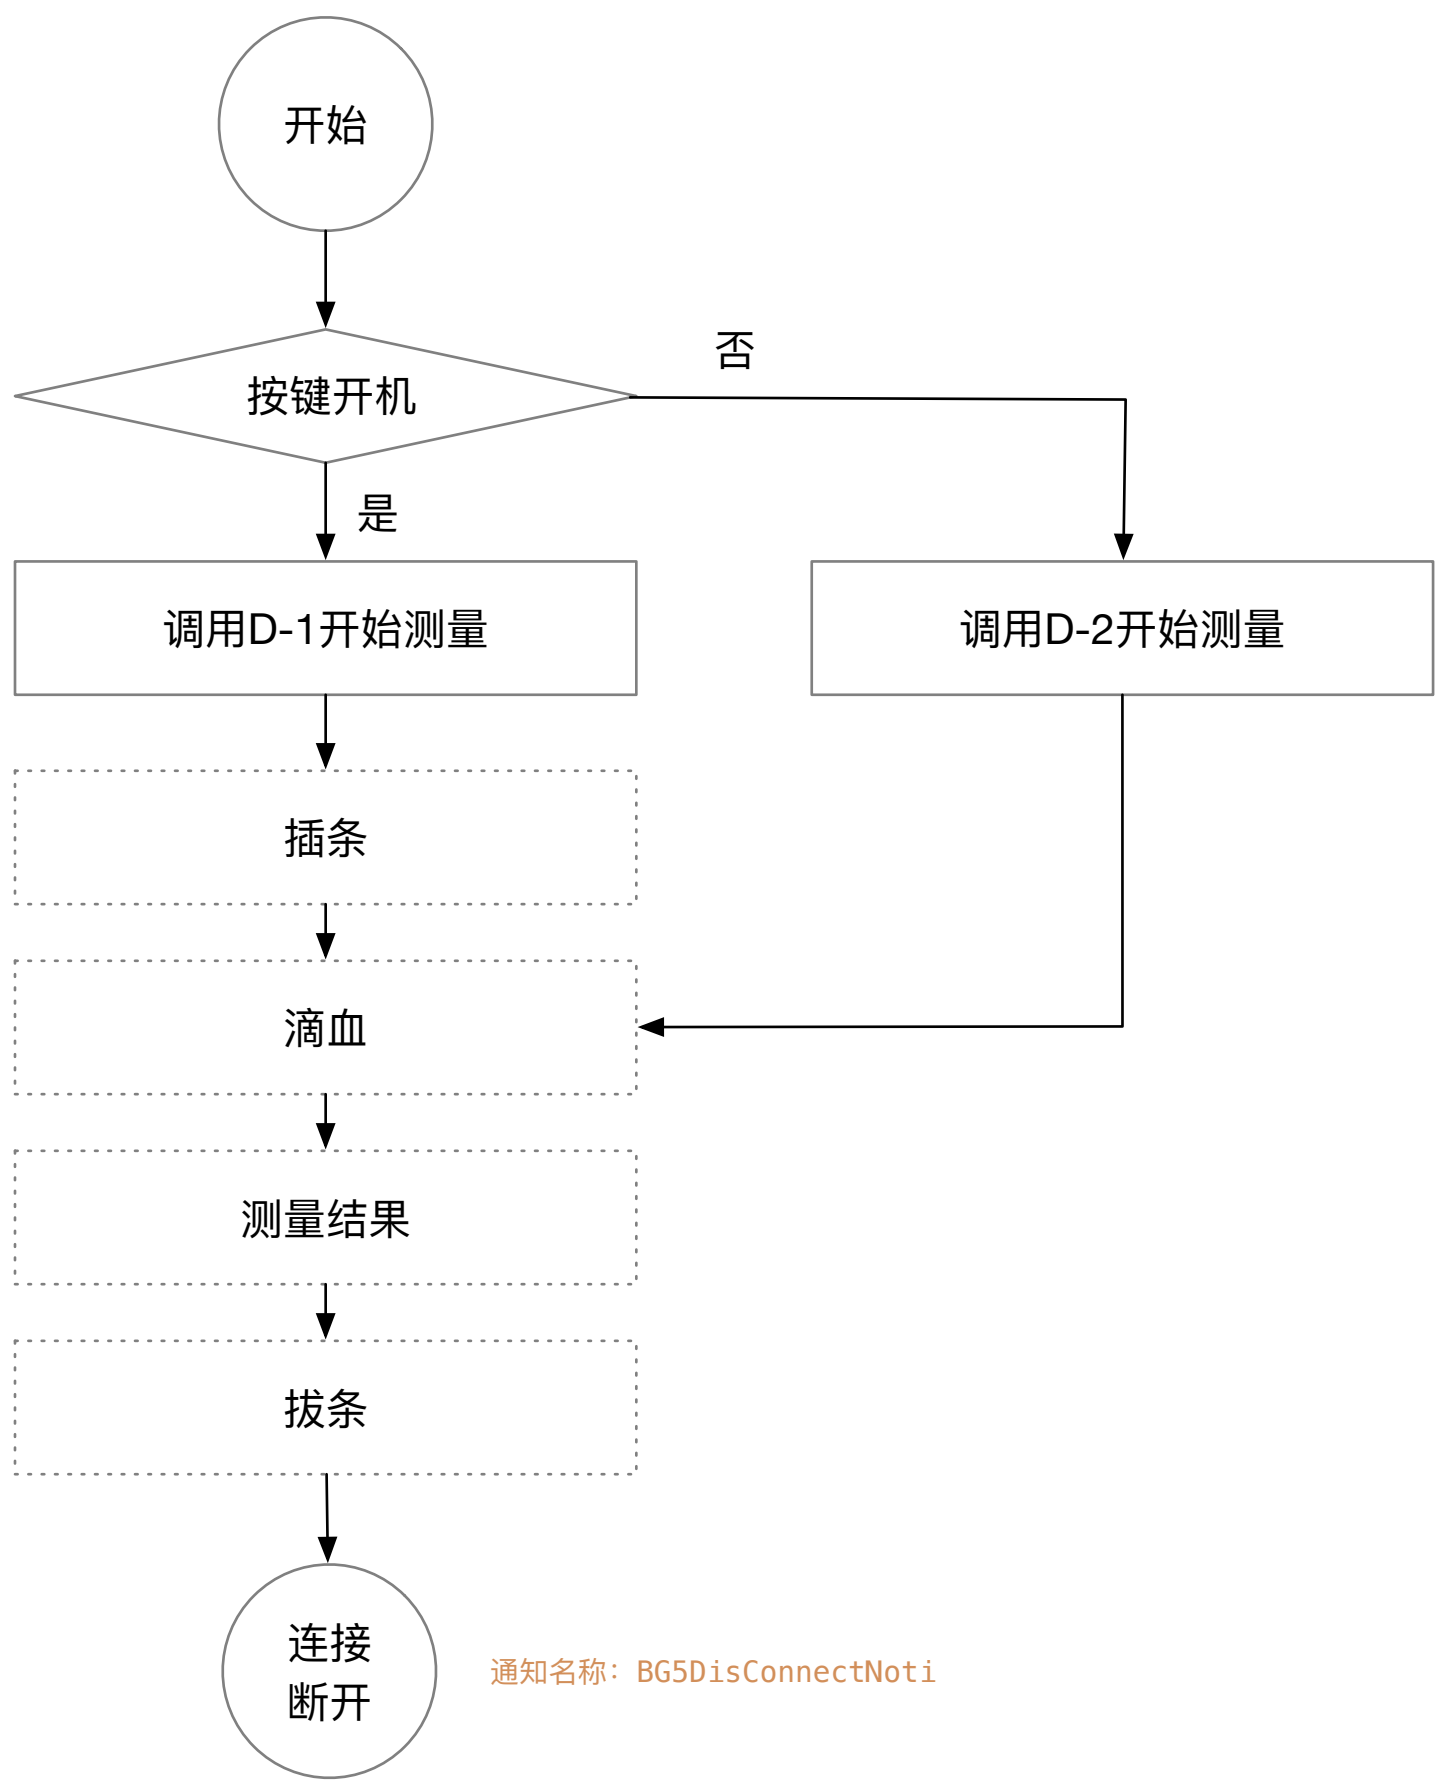 开始
按键开机
否
是
调用D-1开始测量
调用D-2开始测量
插条
滴血
测量结果
拔条
连接
断开
通知名称：BG5DisConnectNoti